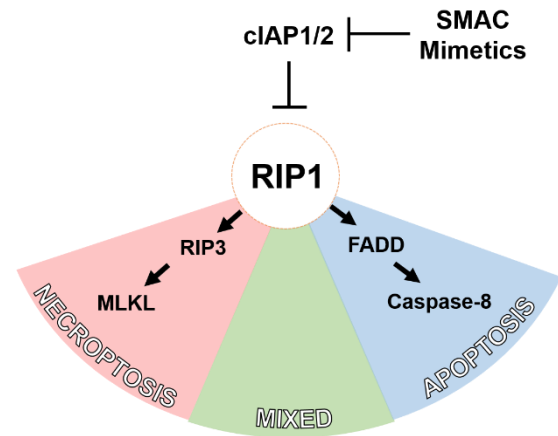 cIAP1/2
SMAC
Mimetics
RIP1
RIP3
FADD
MLKL
Caspase-8
NECROPTOSIS
MIXED
APOPTOSIS